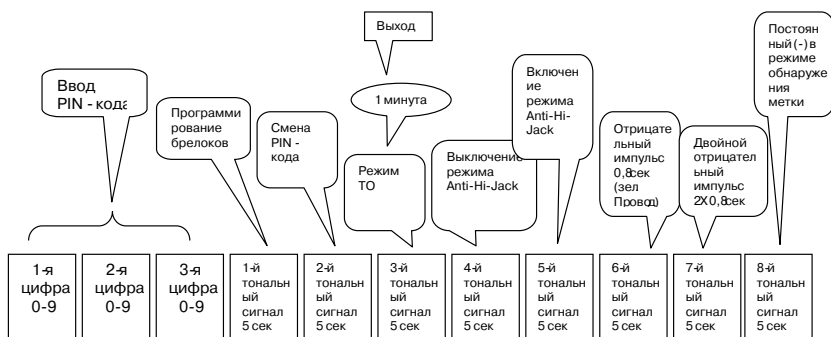 Выход
1 минута
Ввод
PIN - кода
Программи
рование
брелоков
Смена
PIN -
кода
Режим
ТО
Выключение
режима
Anti-Hi-Jack
Включен
ие
режима
Anti-Hi-
Jack
Отрицате
льный
импульс
0,8сек
(зел
Провод)
Двойной
отрицател
ьный
импульс
2X0,8сек
Постоян
ный (-) в
режиме
обнаруже
ния
метки
1-я
цифра
0-9
2-я
цифра
0-9
3-я
цифра
0-9
1-й
тональн
ый
сигнал
5 сек
2-й
тональн
ый
сигнал
5 сек
3-й
тональн
ый
сигнал
5 сек
4-й
тональн
ый
сигнал
5 сек
5-й
тональн
ый
сигнал
5 сек
6-й
тональн
ый
сигнал
5 сек
7-й
тональн
ый
сигнал
5 сек
8-й
тональн
ый
сигнал
5 сек